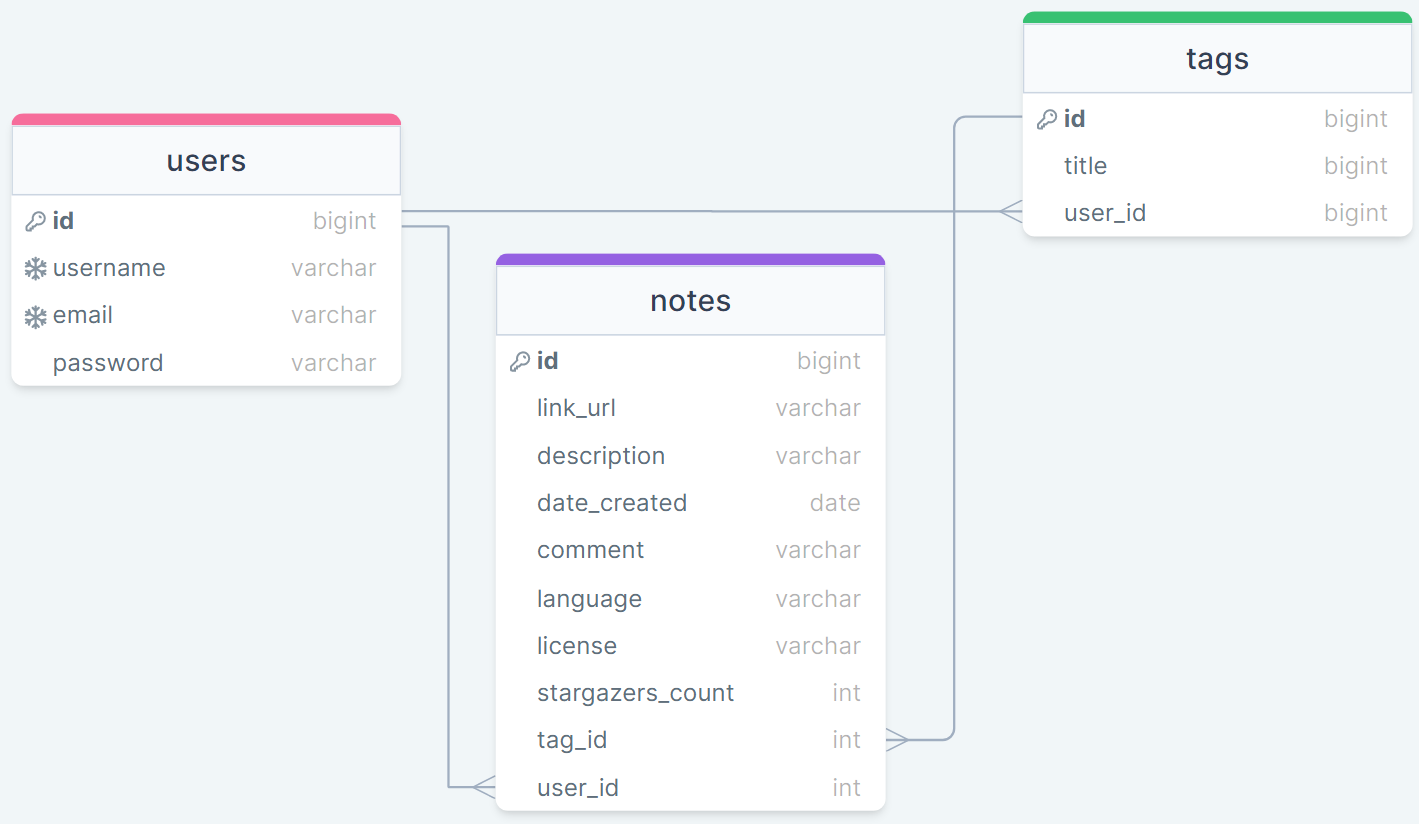 users
id bigint
username varchar
email varchar
password varchar
notes
id bigint
link_url varchar
description varchar
date_created date
comment varchar
language varchar
license varchar
stargazers_count int
tag_id int
user_id int
tags
id bigint
title bigint
user_id bigint